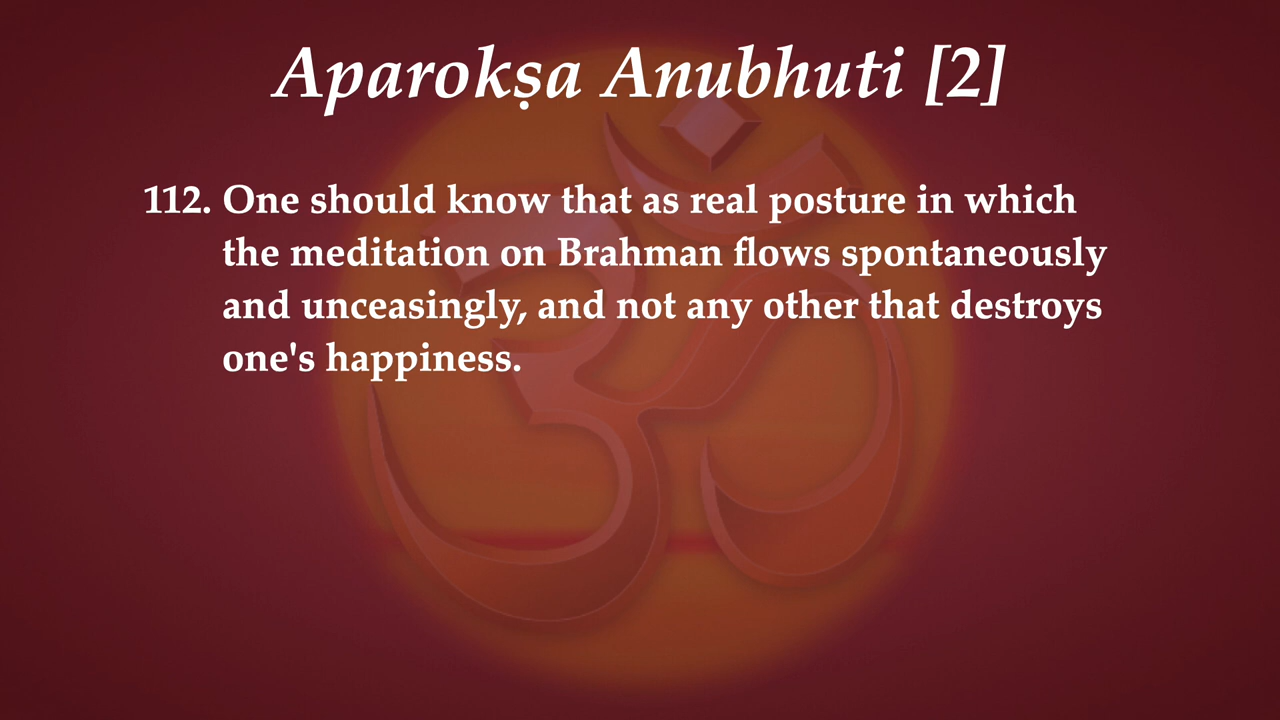 Aparokṣa Anubhuti [2]
112. One should know that as real posture in which
the meditation on Brahman flows spontaneously
and unceasingly, and not any other that destroys
one's happiness.